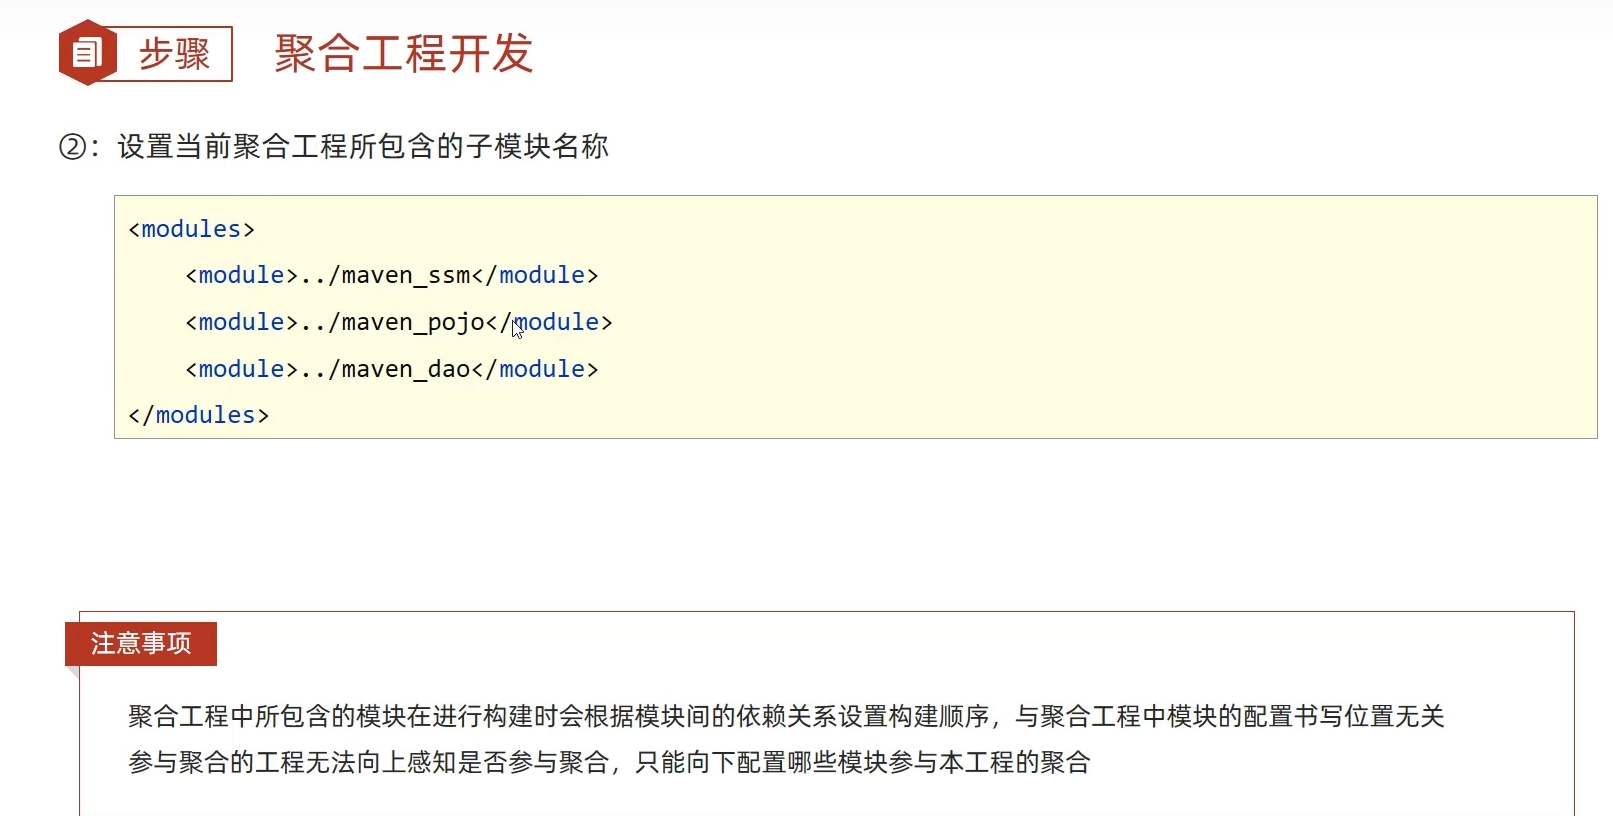 步骤 聚合工程开发
②：设置当前聚合工程所包含的子模块名称
<modules>
    <module>../maven_ssm</module>
    <module>../maven_pojo</module>
    <module>../maven_dao</module>
</modules>
注意事项
聚合工程中所包含的模块在进行构建时会根据模块间的依赖关系设置构建顺序，与聚合工程中模块的配置书写位置无关
参与聚合的工程无法向上感知是否参与聚合，只能向下配置哪些模块参与本工程的聚合